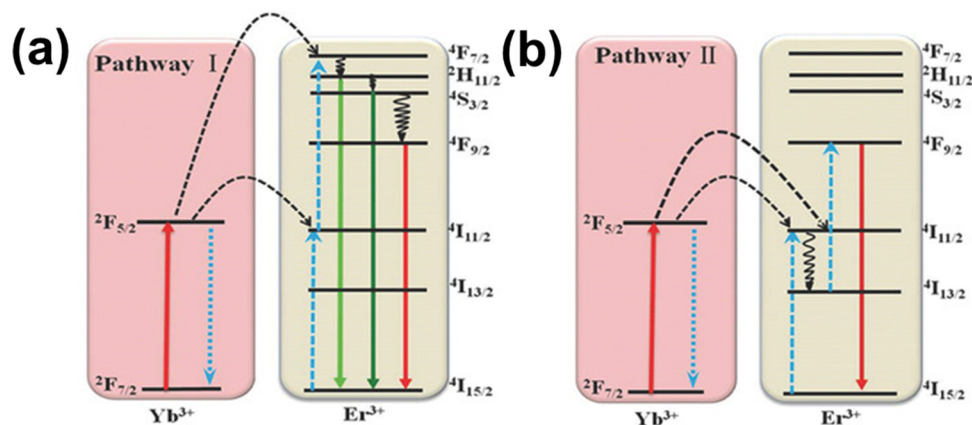 (a)
Pathway I
⁴F₇/₂
²H₁₁/₂
⁴S₃/₂
⁴F₉/₂
²F₅/₂
⁴I₁₁/₂
⁴I₁₃/₂
²F₇/₂
⁴I₁₅/₂
Yb³⁺
Er³⁺
(b)
Pathway II
⁴F₇/₂
²H₁₁/₂
⁴S₃/₂
⁴F₉/₂
²F₅/₂
⁴I₁₁/₂
⁴I₁₃/₂
²F₇/₂
⁴I₁₅/₂
Yb³⁺
Er³⁺